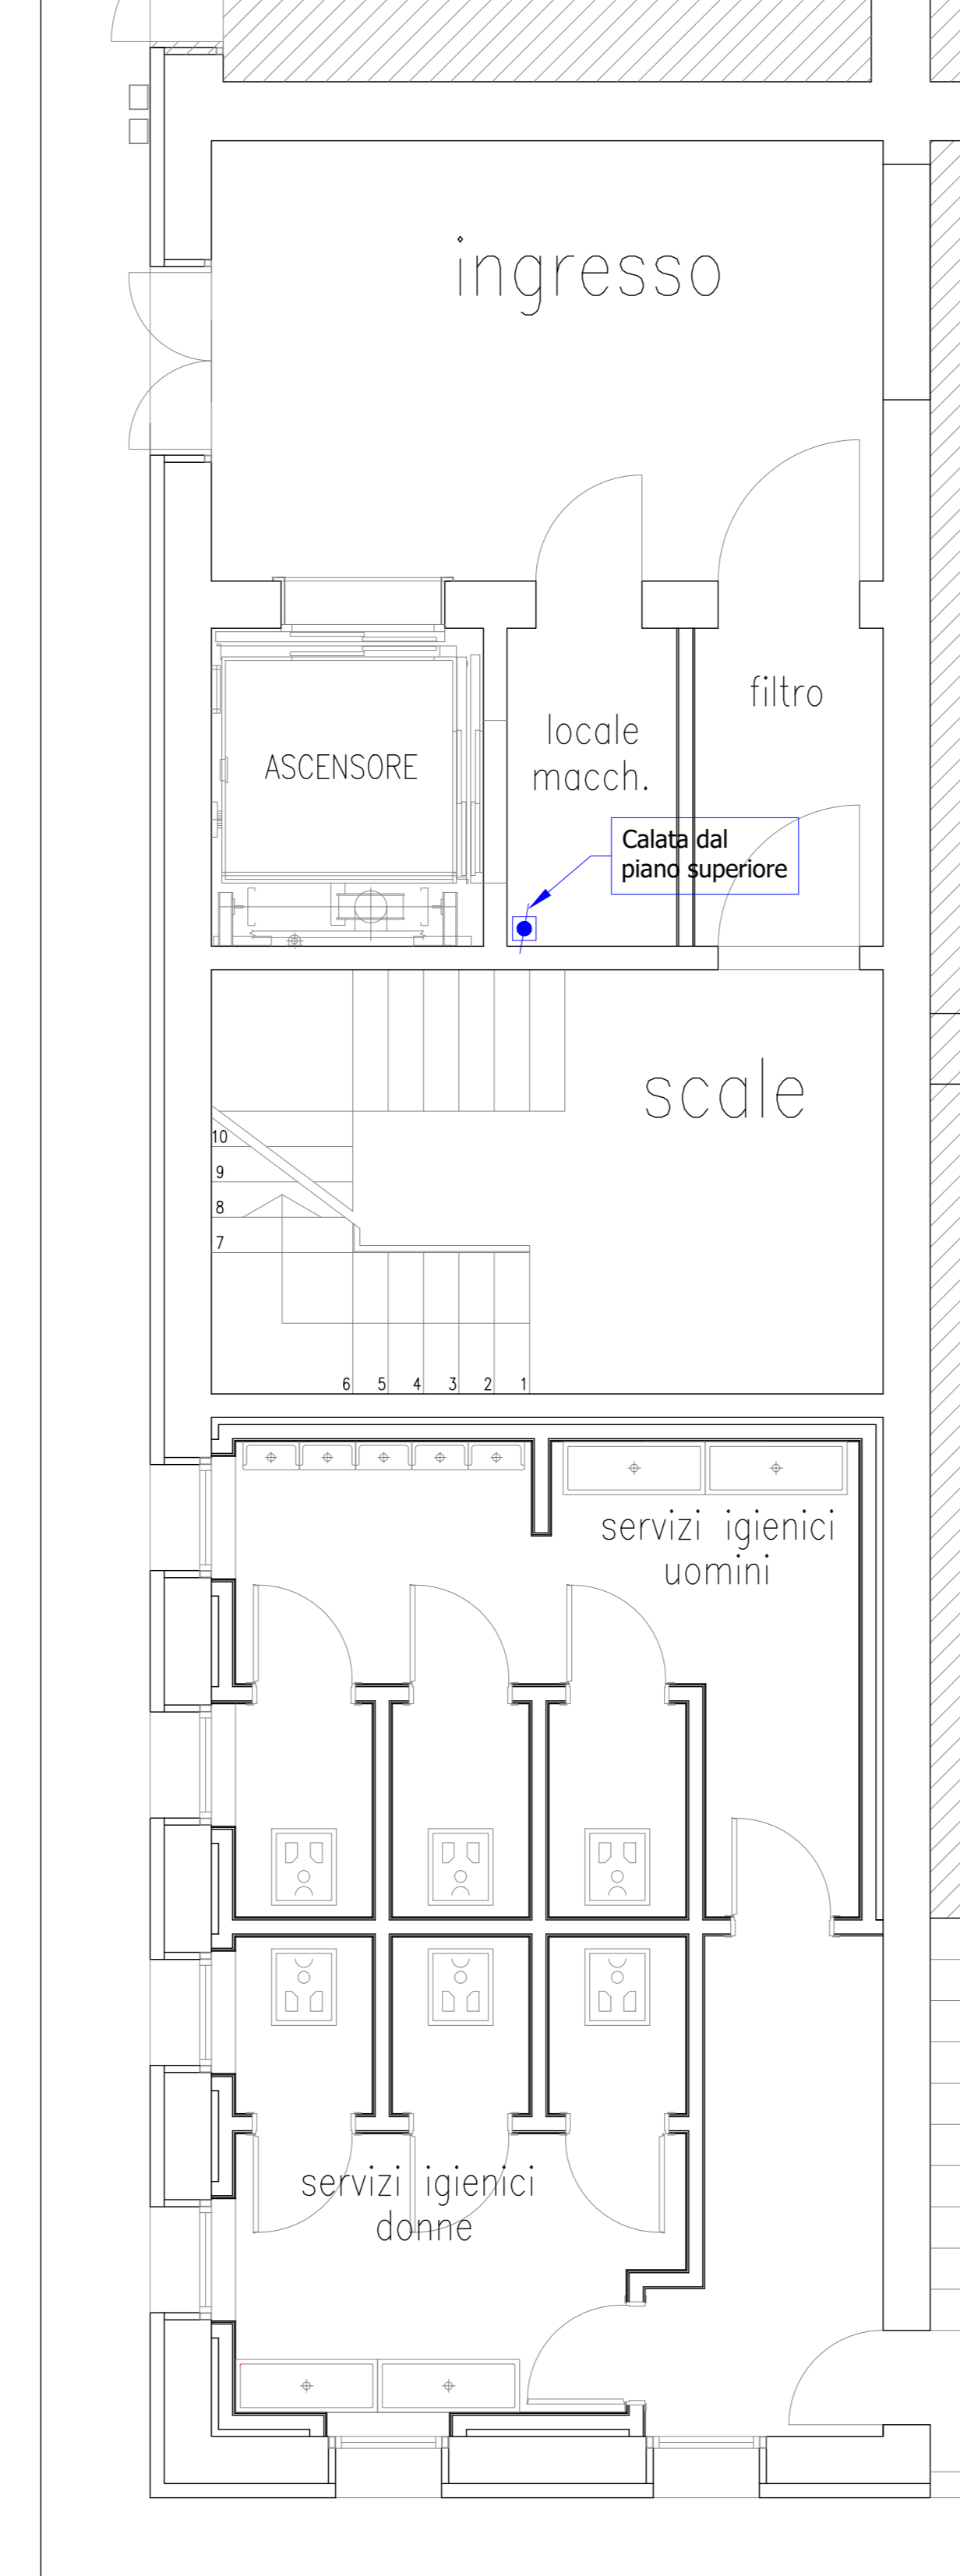 ingresso
filtro
locale
macch.
ASCENSORE
Calata dal
piano superiore
scale
10
9
8
7
6 5 4 3 2 1
servizi igienici
uomini
servizi igienici
donne